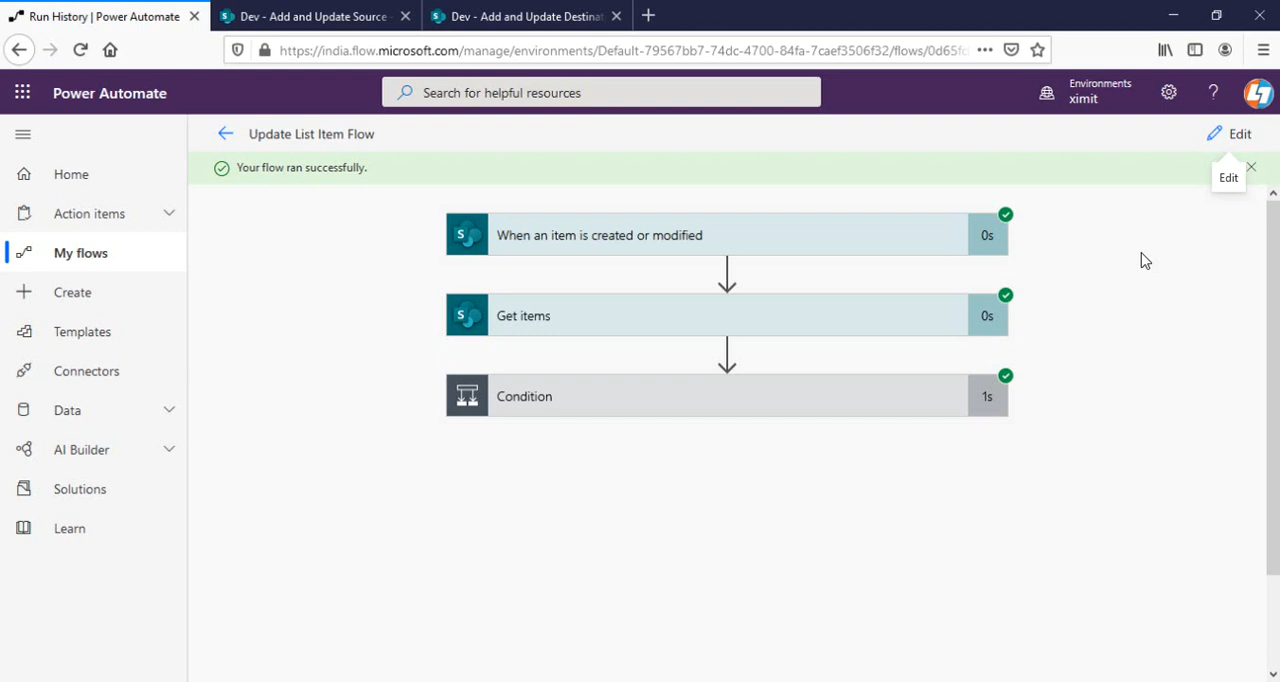 Run History | Power Automate
Dev - Add and Update Source -
Dev - Add and Update Destinat
https://india.flow.microsoft.com/manage/environments/Default-79567bb7-74dc-4700-84fa-7caef3506f32/flows/0d65f
Power Automate
Search for helpful resources
Environments
ximit
?
Update List Item Flow
Edit
Your flow ran successfully.
Edit
Home
Action items
My flows
Create
Templates
Connectors
Data
AI Builder
Solutions
Learn
S
When an item is created or modified
0s
S
Get items
0s
Condition
1s